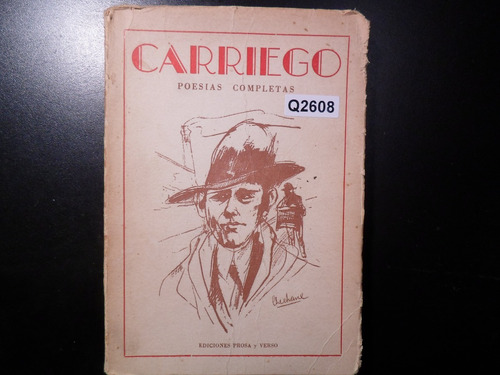 CARRIEGO
POESIAS COMPLETAS
Q2608
EDICIONES PROSA y VERSO